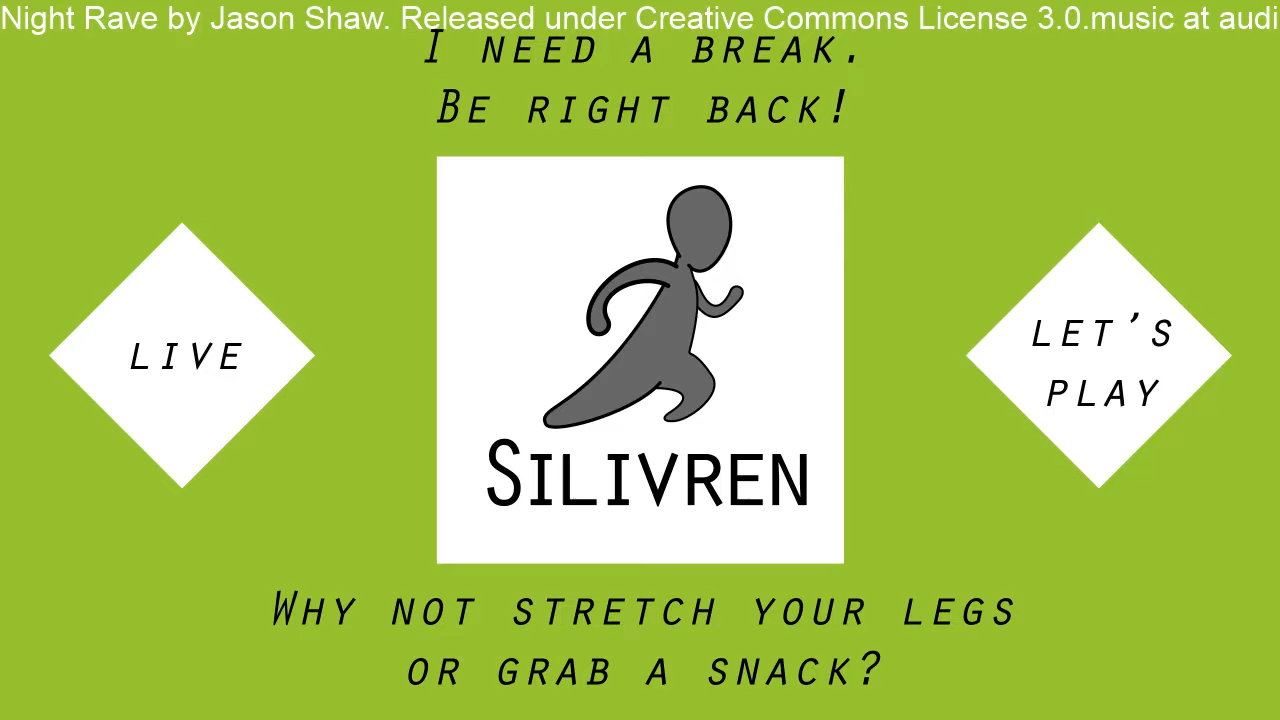 Night Rave by Jason Shaw. Released under Creative Commons License 3.0.music at audi
I NEED A BREAK.
BE RIGHT BACK!
LIVE
LET'S
PLAY
SILIVREN
WHY NOT STRETCH YOUR LEGS
OR GRAB A SNACK?